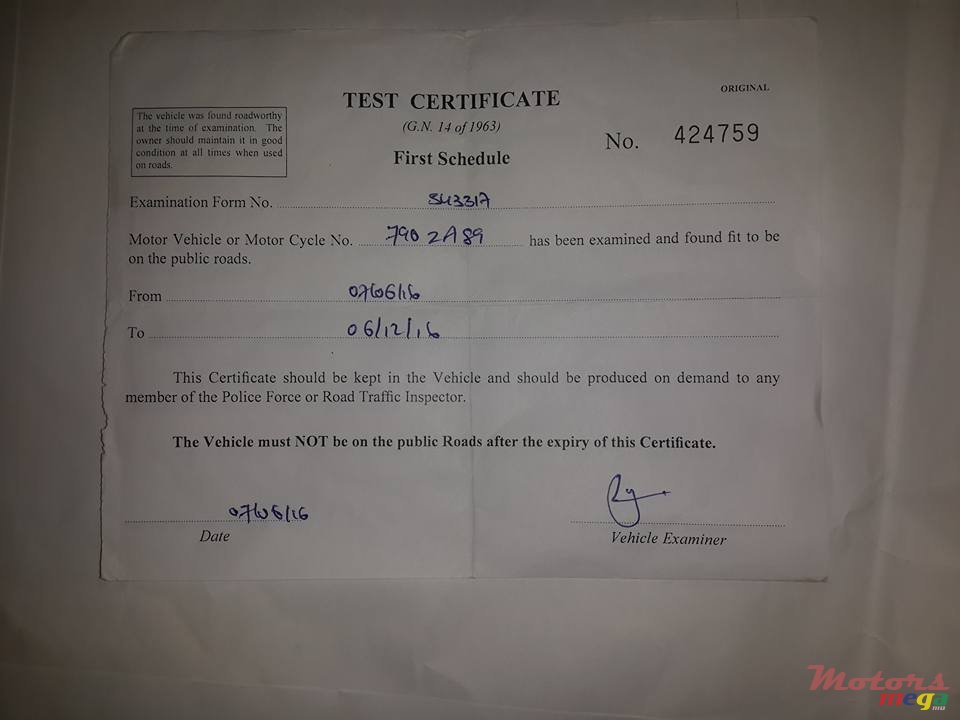 ORIGINAL
TEST CERTIFICATE
(G.N. 14 of 1963)
First Schedule
No. 424759
The vehicle was found roadworthy
at the time of examination. The
owner should maintain it in good
condition at all times when used
on roads.
Examination Form No.
Motor Vehicle or Motor Cycle No. 7902A89 has been examined and found fit to be
on the public roads.
From 07/06/16
To 06/12/16
This Certificate should be kept in the Vehicle and should be produced on demand to any
member of the Police Force or Road Traffic Inspector.
The Vehicle must NOT be on the public Roads after the expiry of this Certificate.
07/06/16
Date
Vehicle Examiner
Motors
mega.mu